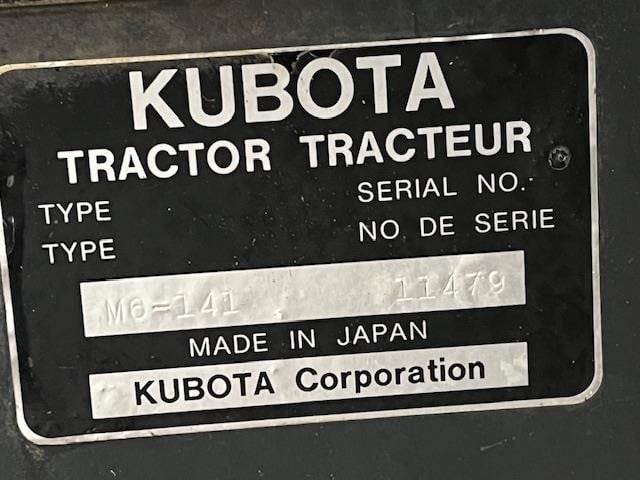 KUBOTA
TRACTOR TRACTEUR
TYPE SERIAL NO.
TYPE NO DE SERIE
M6-141 11479
MADE IN JAPAN
KUBOTA Corporation